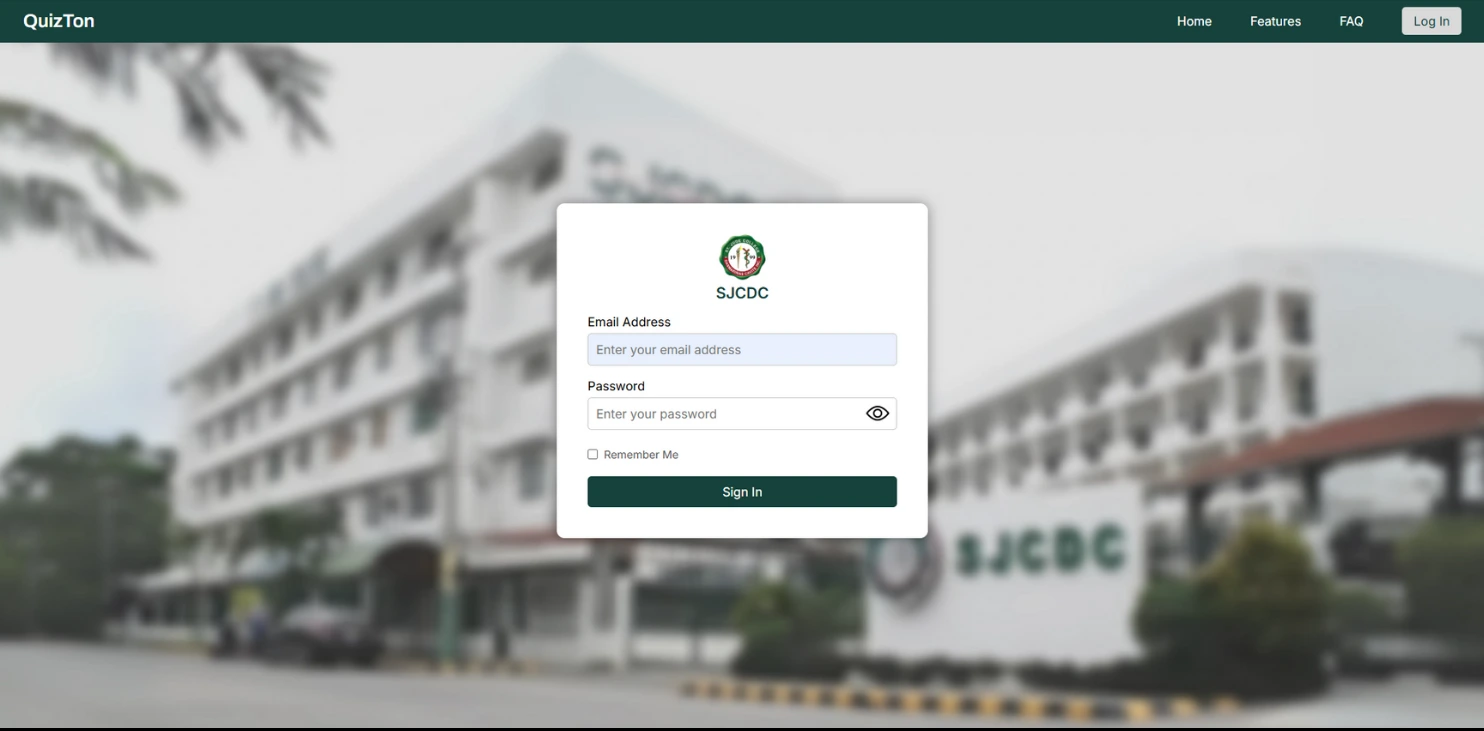 QuizTon
Home
Features
FAQ
Log In
SJCDC
Email Address
Enter your email address
Password
Enter your password
Remember Me
Sign In
SJCDC